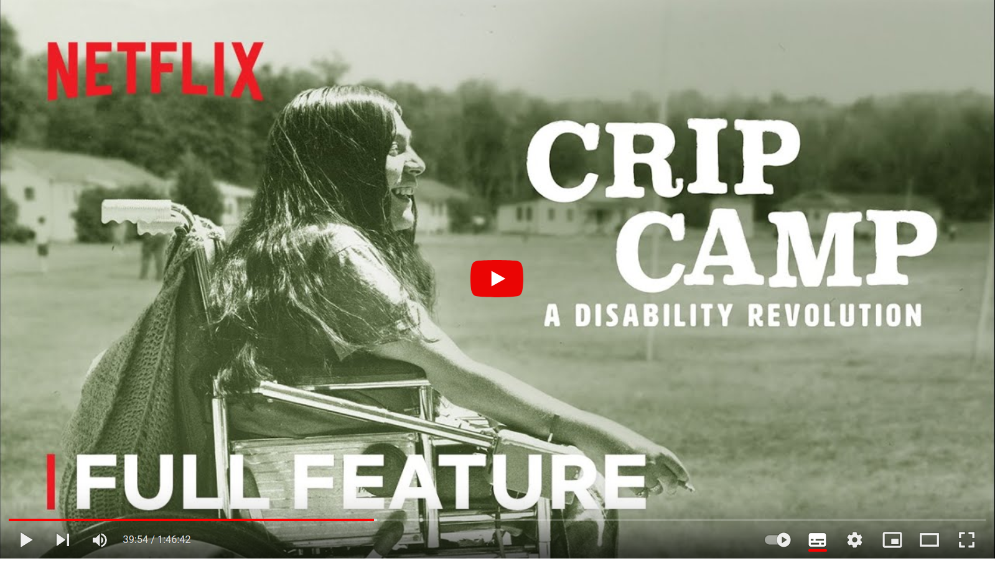 NETFLIX
CRIP
CAMP
A DISABILITY REVOLUTION
FULL FEATURE
39:54 / 1:46:42